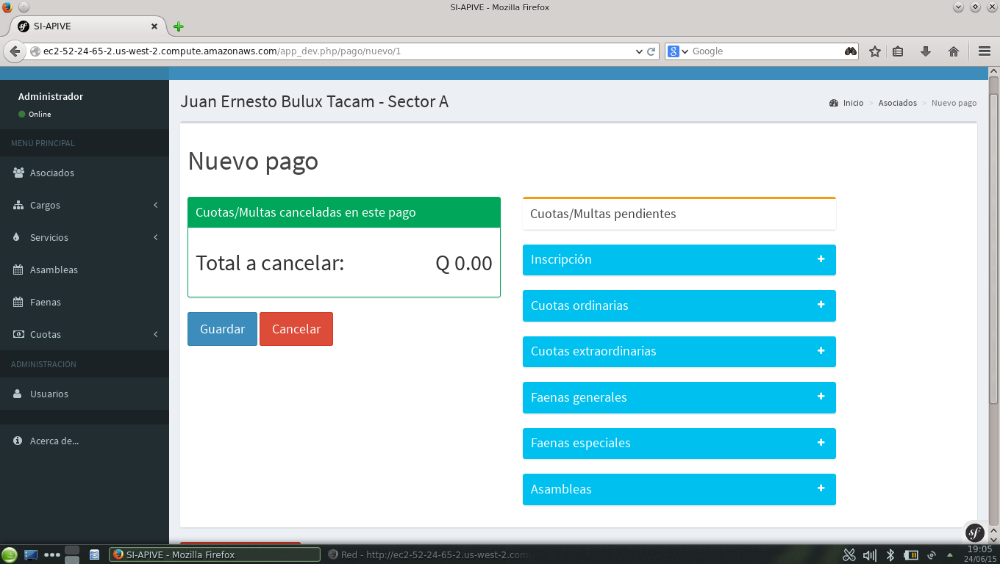 SI-APIVE - Mozilla Firefox
SI-APIVE
ec2-52-24-65-2.us-west-2.compute.amazonaws.com/app_dev.php/pago/nuevo/1
Google
Administrador
Online
MENÚ PRINCIPAL
Asociados
Cargos
Servicios
Asambleas
Faenas
Cuotas
ADMINISTRACIÓN
Usuarios
Acerca de...
Juan Ernesto Bulux Tacam - Sector A
Inicio > Asociados > Nuevo pago
Nuevo pago
Cuotas/Multas canceladas en este pago
Total a cancelar: Q 0.00
Guardar Cancelar
Cuotas/Multas pendientes
Inscripción
Cuotas ordinarias
Cuotas extraordinarias
Faenas generales
Faenas especiales
Asambleas
SI-APIVE - Mozilla Firefox
Red - http://ec2-52-24-65-2.us-west-2.com
19:05
24/06/15